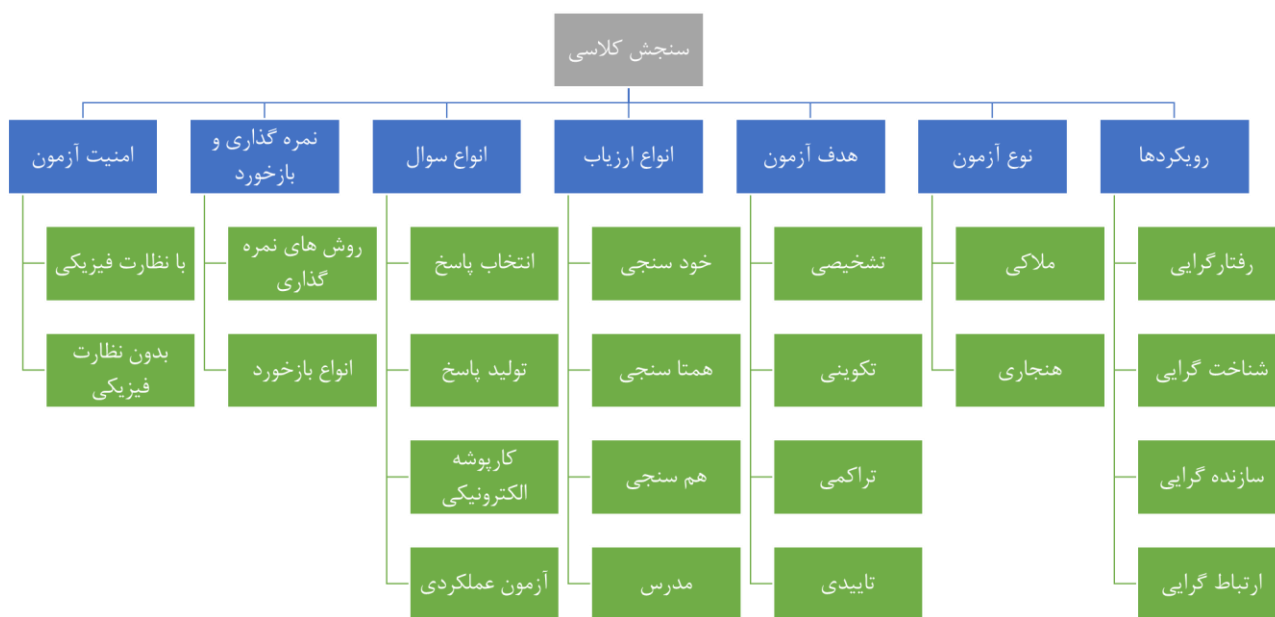 سنجش کلاسی
رویکردها
رفتارگرایی
شناخت گرایی
سازنده گرایی
ارتباط گرایی
نوع آزمون
ملاکی
هنجاری
هدف آزمون
تشخیصی
تکوینی
تراکمی
تاییدی
انواع ارزیاب
خود سنجی
همتا سنجی
هم سنجی
مدرس
انواع سوال
انتخاب پاسخ
تولید پاسخ
کارپوشه
الکترونیکی
آزمون عملکردی
نمره گذاری و
بازخورد
روش های نمره
گذاری
انواع بازخورد
امنیت آزمون
با نظارت فیزیکی
بدون نظارت
فیزیکی